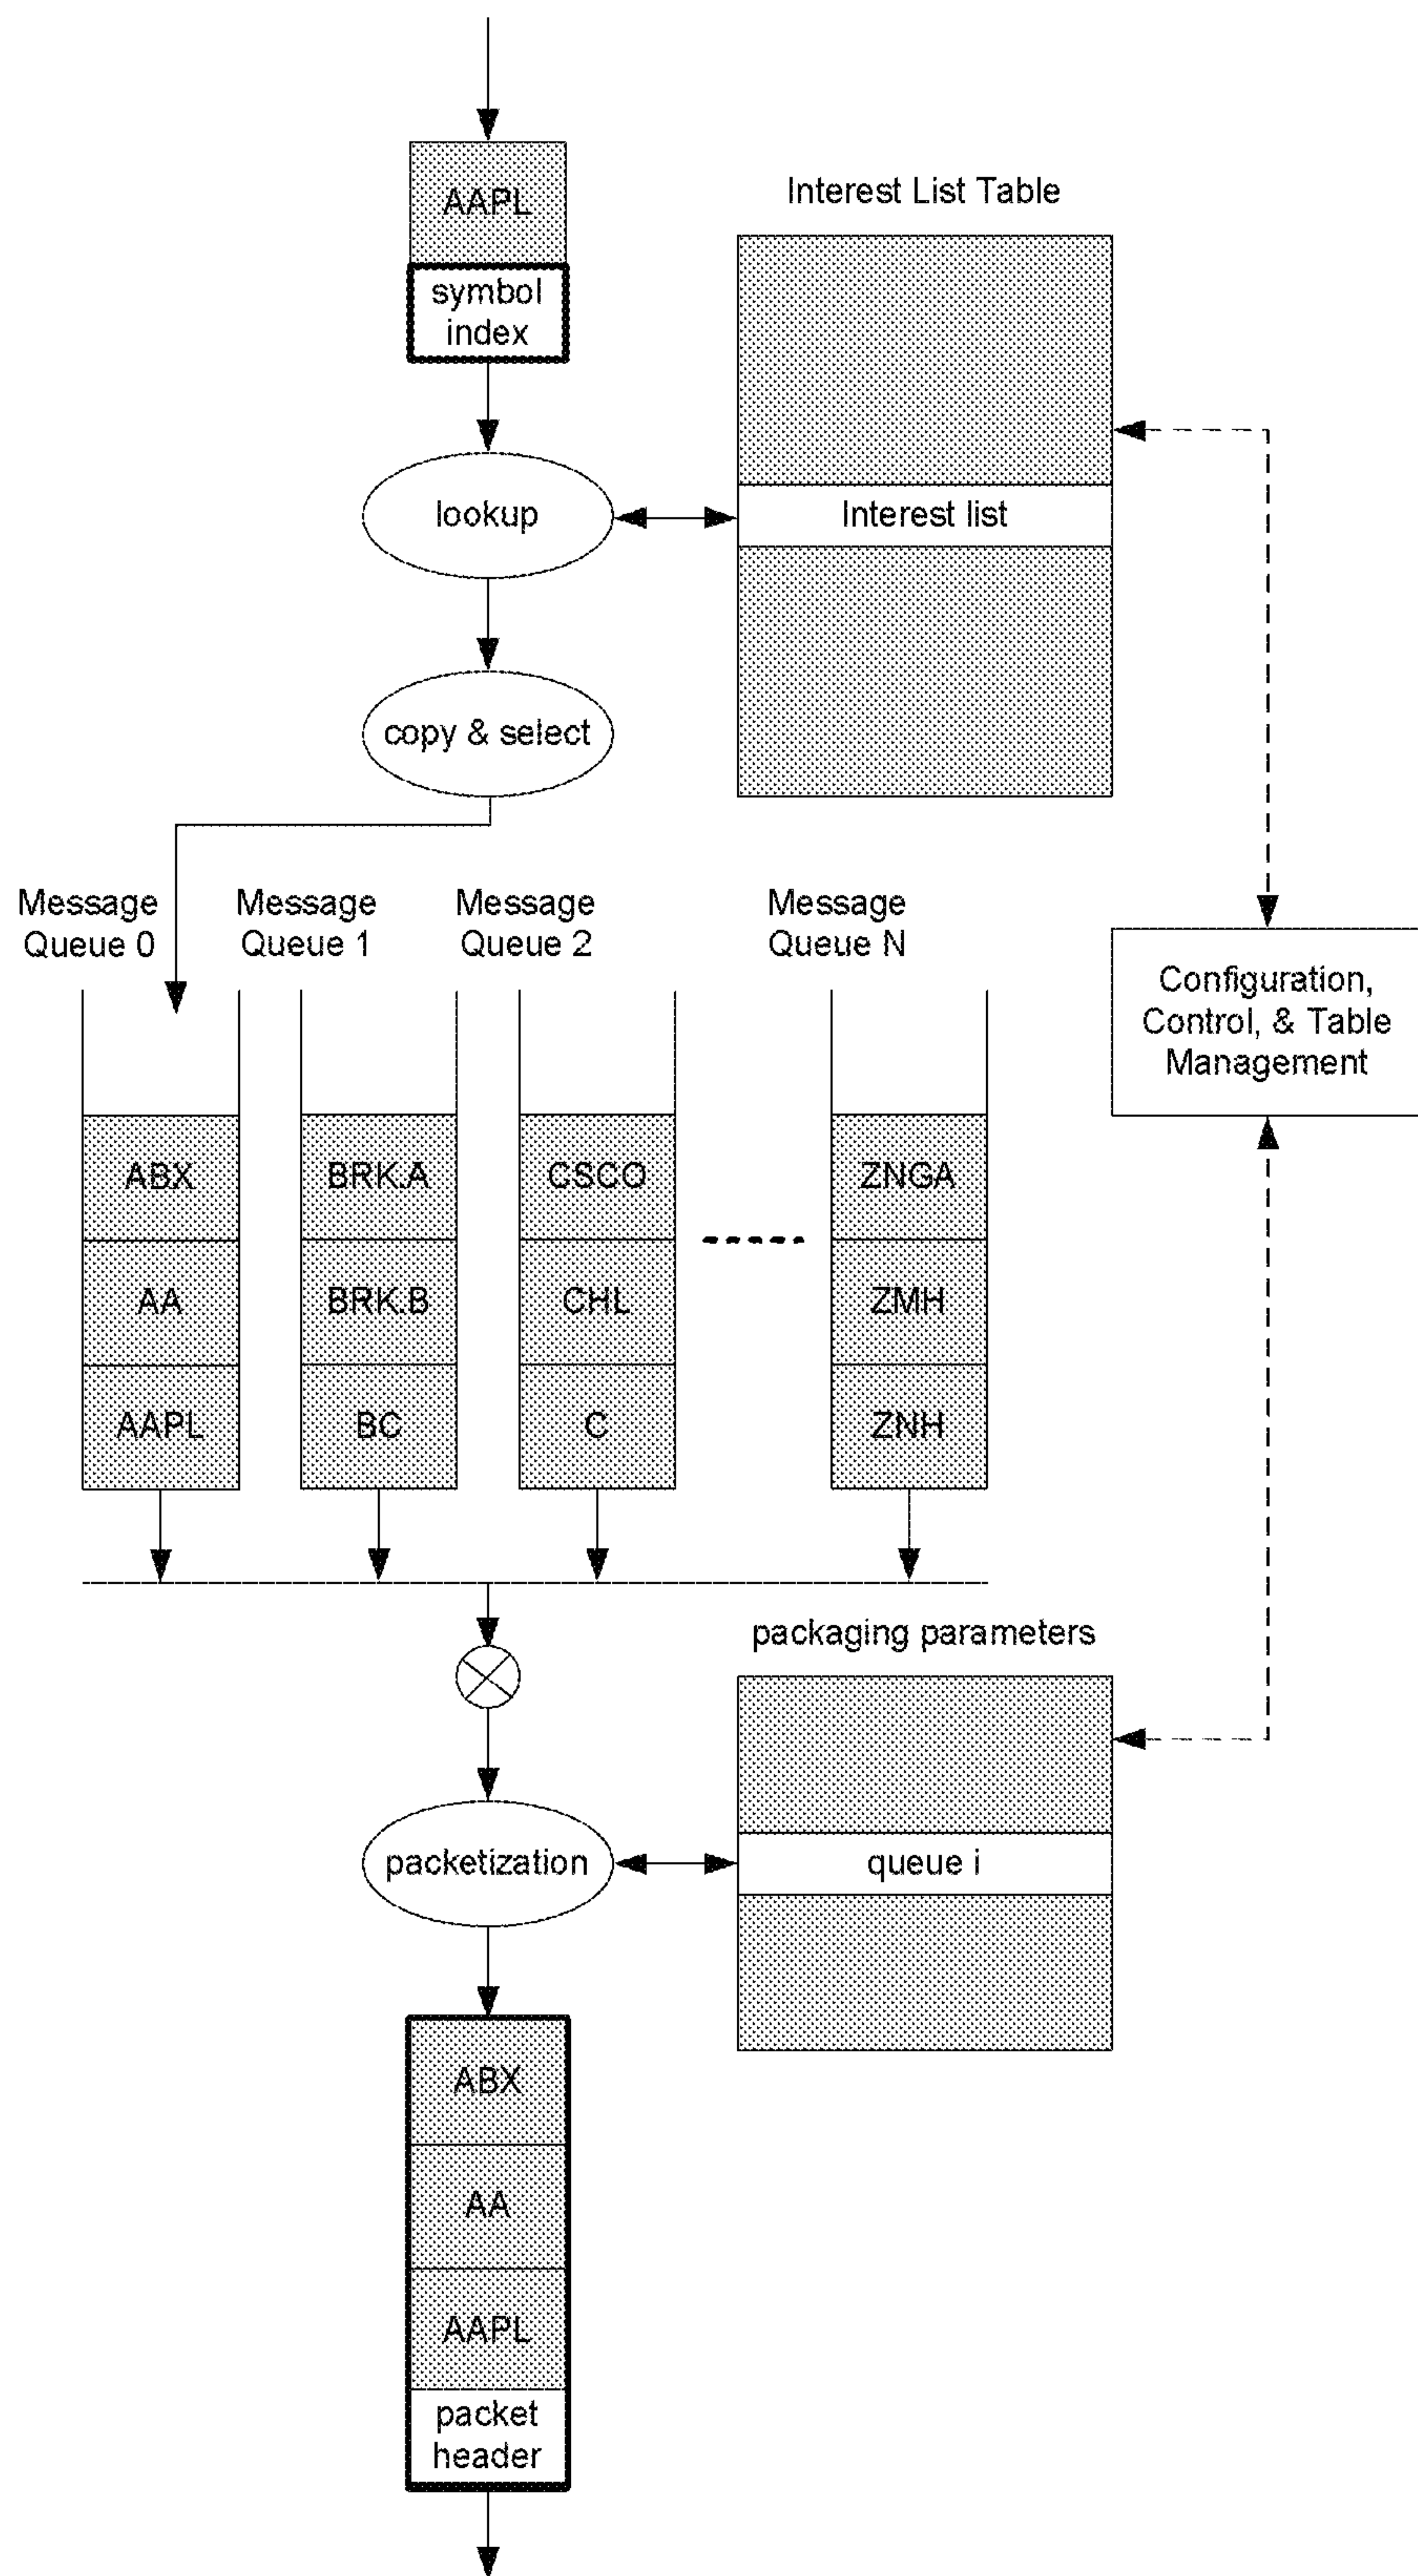 AAPL
symbol
index
Interest List Table
lookup
Interest list
copy & select
Message
Queue 0
Message
Queue 1
Message
Queue 2
Message
Queue N
Configuration,
Control, & Table
Management
ABX
BRK.A
CSCO
ZNGA
AA
BRK.B
CHL
ZMH
AAPL
BC
C
ZNH
packaging parameters
packetization
queue i
ABX
AA
AAPL
packet
header